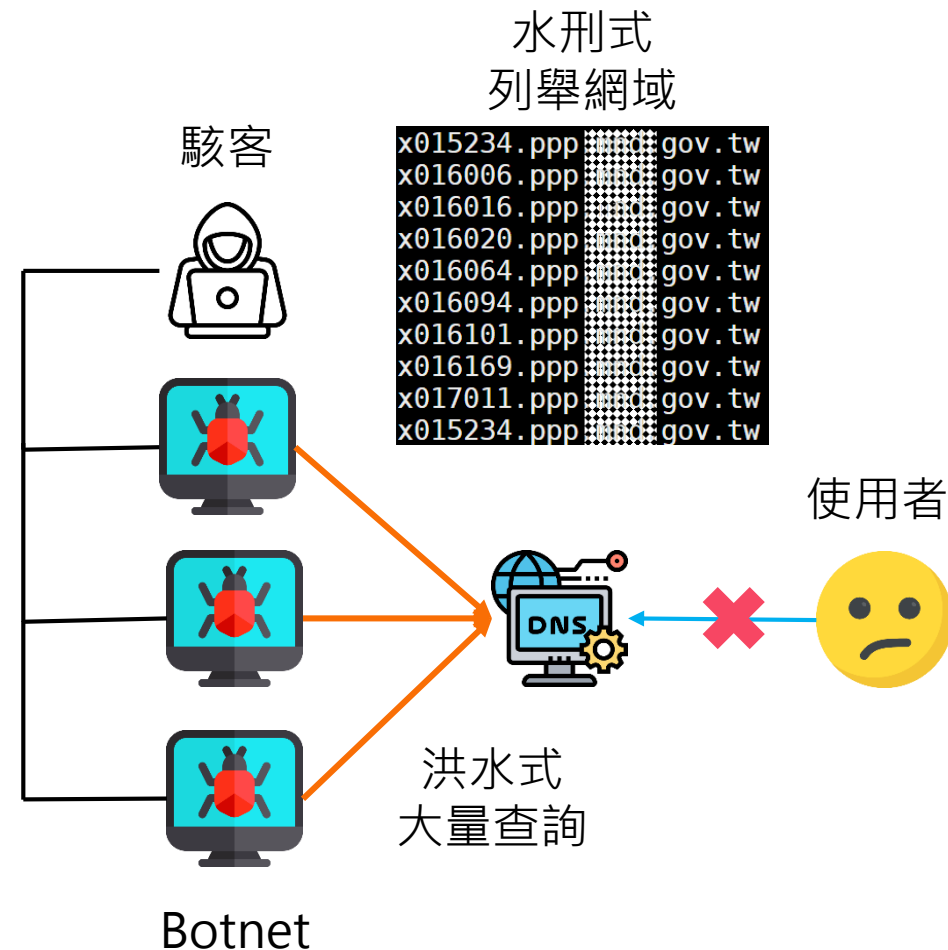 水刑式
列舉網域
駭客
x015234.ppp gov.tw
x016006.ppp gov.tw
x016016.ppp gov.tw
x016020.ppp gov.tw
x016064.ppp gov.tw
x016094.ppp gov.tw
x016101.ppp gov.tw
x016169.ppp gov.tw
x017011.ppp gov.tw
x015234.ppp gov.tw
使用者
DNS
洪水式
大量查詢
Botnet